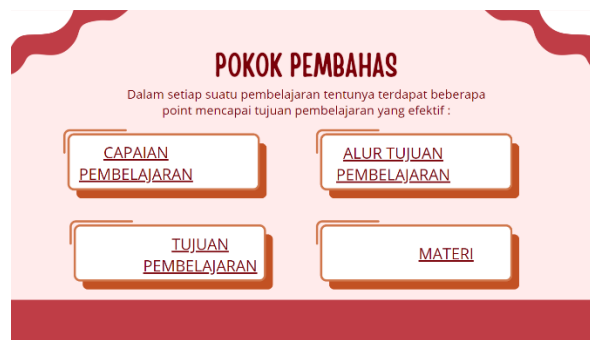 POKOK PEMBAHAS
Dalam setiap suatu pembelajaran tentunya terdapat beberapa
point mencapai tujuan pembelajaran yang efektif :
CAPAIAN
PEMBELAJARAN
ALUR TUJUAN
PEMBELAJARAN
TUJUAN
PEMBELAJARAN
MATERI